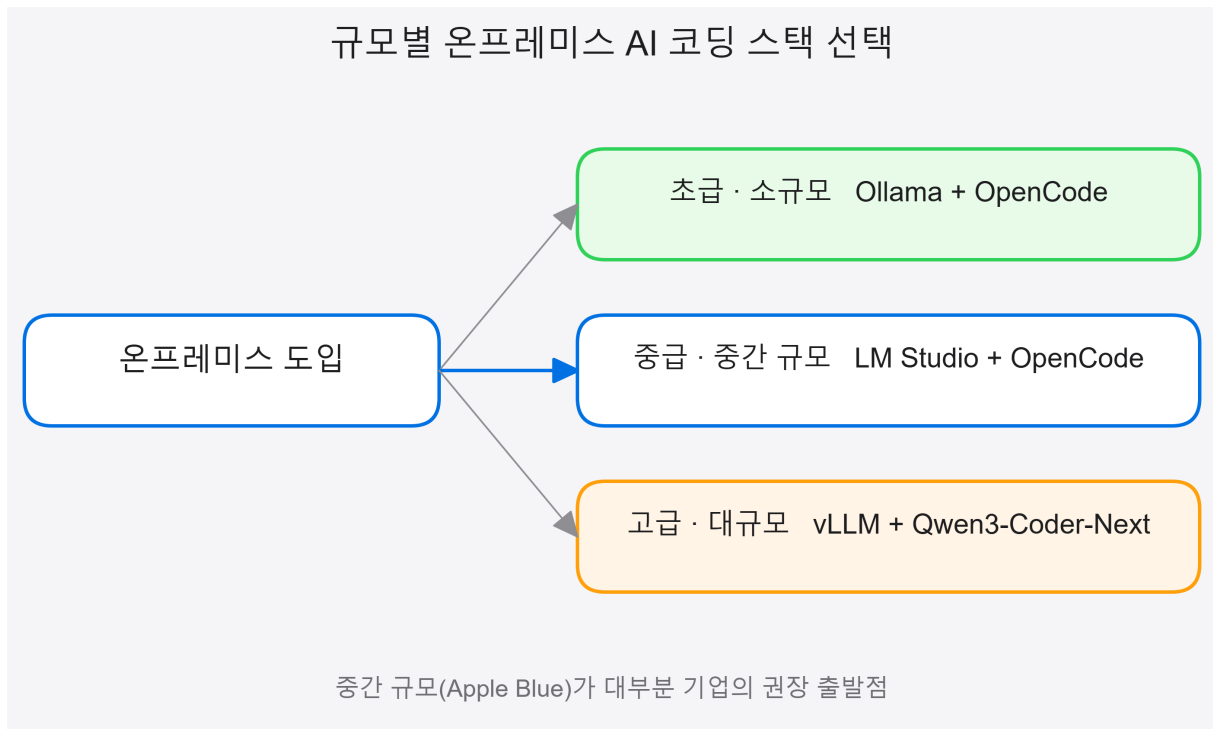 규모별 온프레미스 AI 코딩 스택 선택
초급 · 소규모 Ollama + OpenCode
온프레미스 도입
중급 · 중간 규모 LM Studio + OpenCode
고급 · 대규모 vLLM + Qwen3-Coder-Next
중간 규모(Apple Blue)가 대부분 기업의 권장 출발점